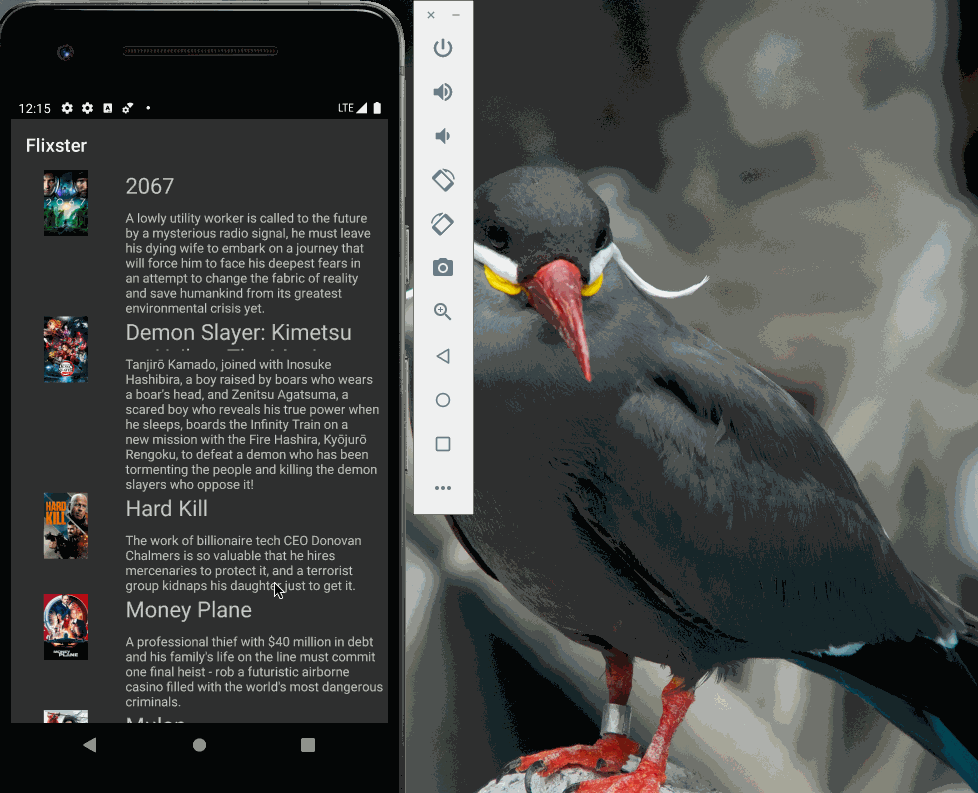 12:15
LTE
Flixster
2067
2067
A lowly utility worker is called to the future
by a mysterious radio signal, he must leave
his dying wife to embark on a journey that
will force him to face his deepest fears in
an attempt to change the fabric of reality
and save humankind from its greatest
environmental crisis yet.
Demon Slayer: Kimetsu
Tanjirō Kamado, joined with Inosuke
Hashibira, a boy raised by boars who wears
a boar's head, and Zenitsu Agatsuma, a
scared boy who reveals his true power when
he sleeps, boards the Infinity Train on a
new mission with the Fire Hashira, Kyōjurō
Rengoku, to defeat a demon who has been
tormenting the people and killing the demon
slayers who oppose it!
HARD
KILL
Hard Kill
The work of billionaire tech CEO Donovan
Chalmers is so valuable that he hires
mercenaries to protect it, and a terrorist
group kidnaps his daughter just to get it.
Money Plane
A professional thief with $40 million in debt
and his family's life on the line must commit
one final heist - rob a futuristic airborne
casino filled with the world's most dangerous
criminals.
Mulan